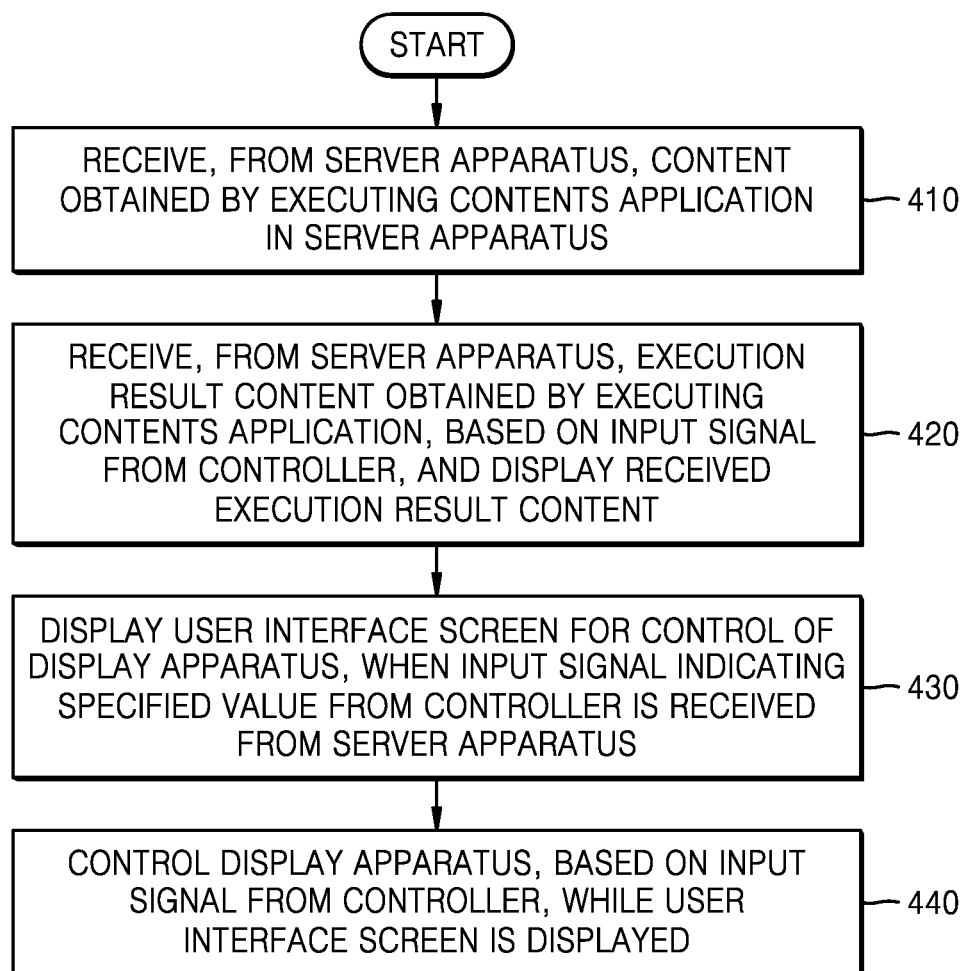 START
RECEIVE, FROM SERVER APPARATUS, CONTENT
OBTAINED BY EXECUTING CONTENTS APPLICATION
IN SERVER APPARATUS
410
RECEIVE, FROM SERVER APPARATUS, EXECUTION
RESULT CONTENT OBTAINED BY EXECUTING
CONTENTS APPLICATION, BASED ON INPUT SIGNAL
FROM CONTROLLER, AND DISPLAY RECEIVED
EXECUTION RESULT CONTENT
420
DISPLAY USER INTERFACE SCREEN FOR CONTROL OF
DISPLAY APPARATUS, WHEN INPUT SIGNAL INDICATING
SPECIFIED VALUE FROM CONTROLLER IS RECEIVED
FROM SERVER APPARATUS
430
CONTROL DISPLAY APPARATUS, BASED ON INPUT
SIGNAL FROM CONTROLLER, WHILE USER
INTERFACE SCREEN IS DISPLAYED
440